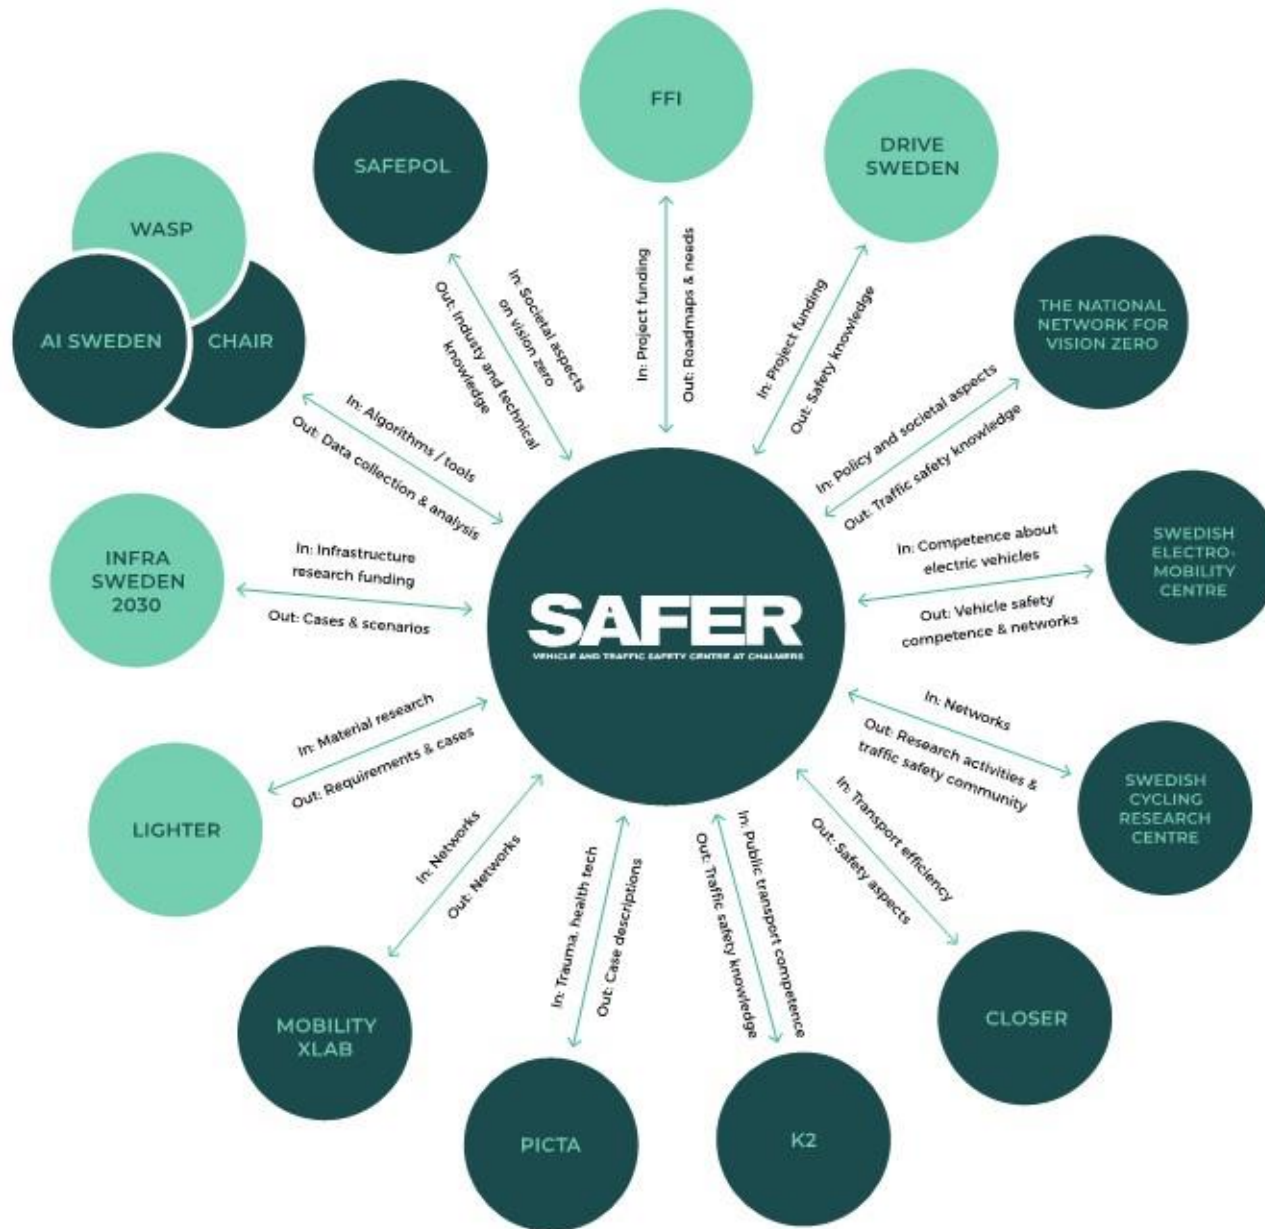 FFI
DRIVE
SWEDEN
SAFEPOL
WASP
AI SWEDEN
CHAIR
THE NATIONAL
NETWORK FOR
VISION ZERO
In: Project funding
Out: Roadmaps & needs
In: Project funding
Out: Safety knowledge
In: Societal aspects
on vision zero
Out: Industy and technical
knowledge
In: Policy and societal aspects
Out: Traffic safety knowledge
In: Algorithms / tools
Out: Data collection & analysis
SWEDISH
ELECTRO-
MOBILITY
CENTRE
In: Competence about
electric vehicles
Out: Vehicle safety
competence & networks
INFRA
SWEDEN
2030
In: Infrastructure
research funding
Out: Cases & scenarios
SAFER
VEHICLE AND TRAFFIC SAFETY CENTRE AT CHALMERS
In: Networks
Out: Research activities &
traffic safety community
SWEDISH
CYCLING
RESEARCH
CENTRE
LIGHTER
In: Material research
Out: Requirements & cases
In: Transport efficiency
Out: Safety aspects
CLOSER
In: Networks
Out: Networks
MOBILITY
XLAB
In: Trauma, health tech
Out: Case descriptions
PICTA
In: Public transport competence
Out: Traffic safety knowledge
K2